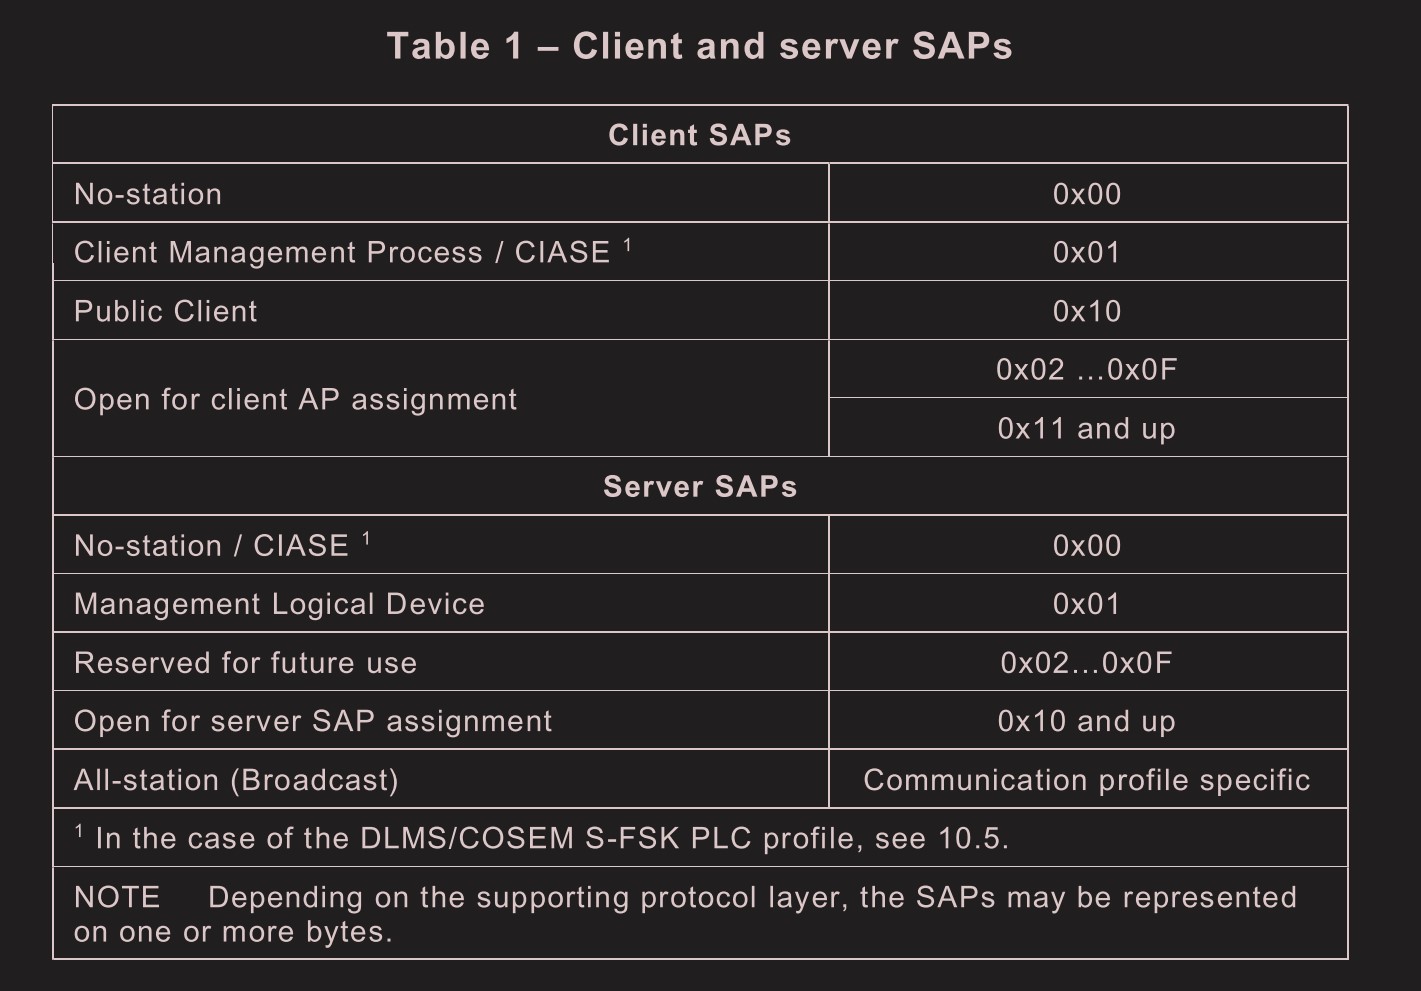 Table 1 – Client and server SAPs
Client SAPs
No-station 0x00
Client Management Process / CIASE ¹ 0x01
Public Client 0x10
Open for client AP assignment 0x02 ...0x0F
0x11 and up
Server SAPs
No-station / CIASE ¹ 0x00
Management Logical Device 0x01
Reserved for future use 0x02...0x0F
Open for server SAP assignment 0x10 and up
All-station (Broadcast) Communication profile specific
¹ In the case of the DLMS/COSEM S-FSK PLC profile, see 10.5.
NOTE Depending on the supporting protocol layer, the SAPs may be represented
on one or more bytes.